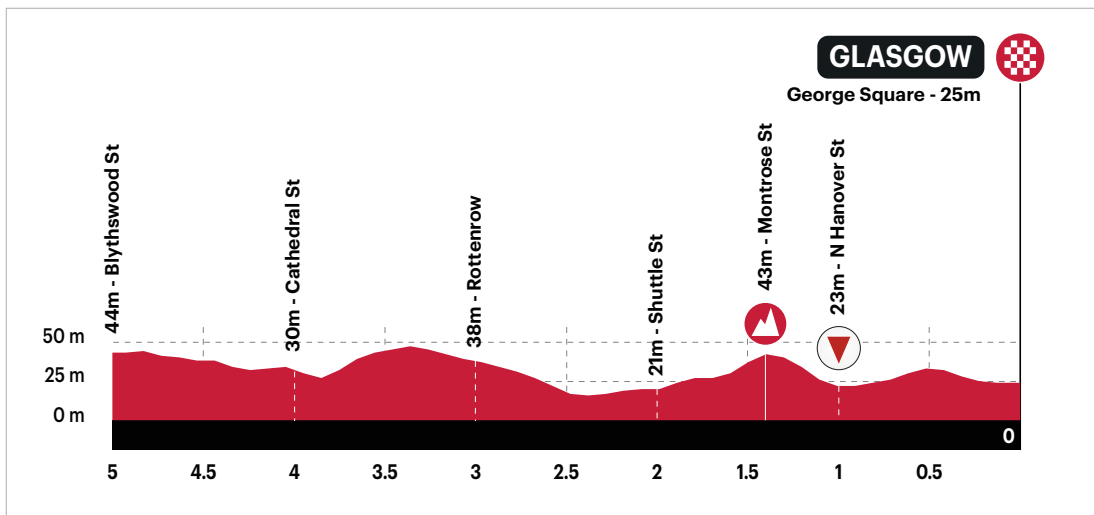 GLASGOW
George Square - 25m
44m - Blythswood St
30m - Cathedral St
38m - Rottenrow
21m - Shuttle St
43m - Montrose St
23m - N Hanover St
50 m
25 m
0 m
0
5 4.5 4 3.5 3 2.5 2 1.5 1 0.5